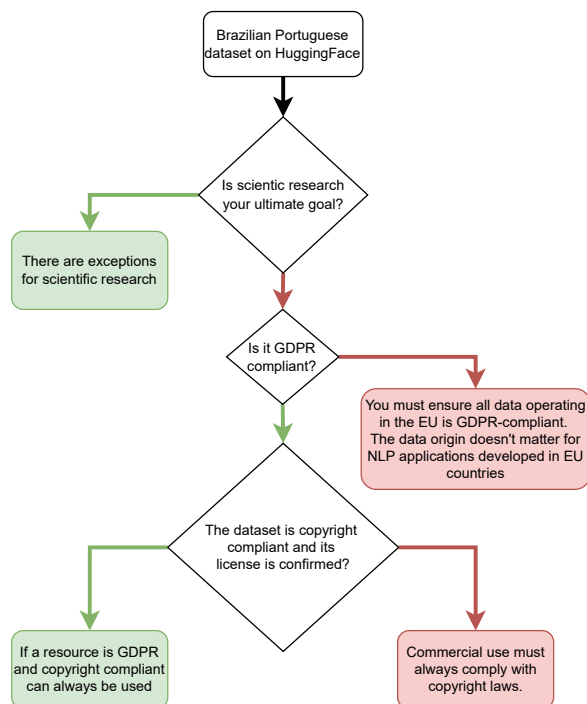 Brazilian Portuguese
dataset on HuggingFace
Is scientic research
your ultimate goal?
There are exceptions
for scientific research
Is it GDPR
compliant?
You must ensure all data operating
in the EU is GDPR-compliant.
The data origin doesn't matter for
NLP applications developed in EU
countries
The dataset is copyright
compliant and its
license is confirmed?
If a resource is GDPR
and copyright compliant
can always be used
Commercial use must
always comply with
copyright laws.